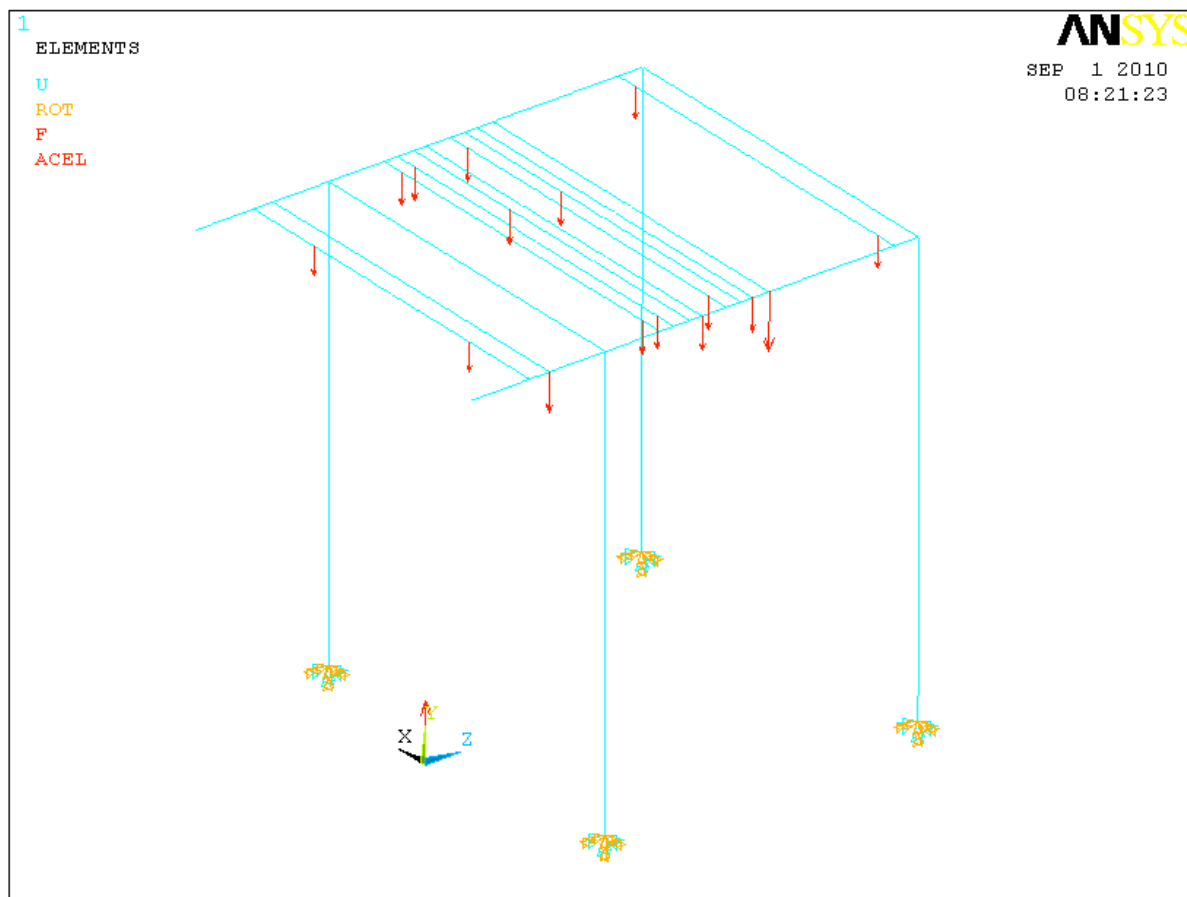 1
ELEMENTS
U
ROT
F
ACEL
ANSYS
SEP 1 2010
08:21:23
X
Y
Z